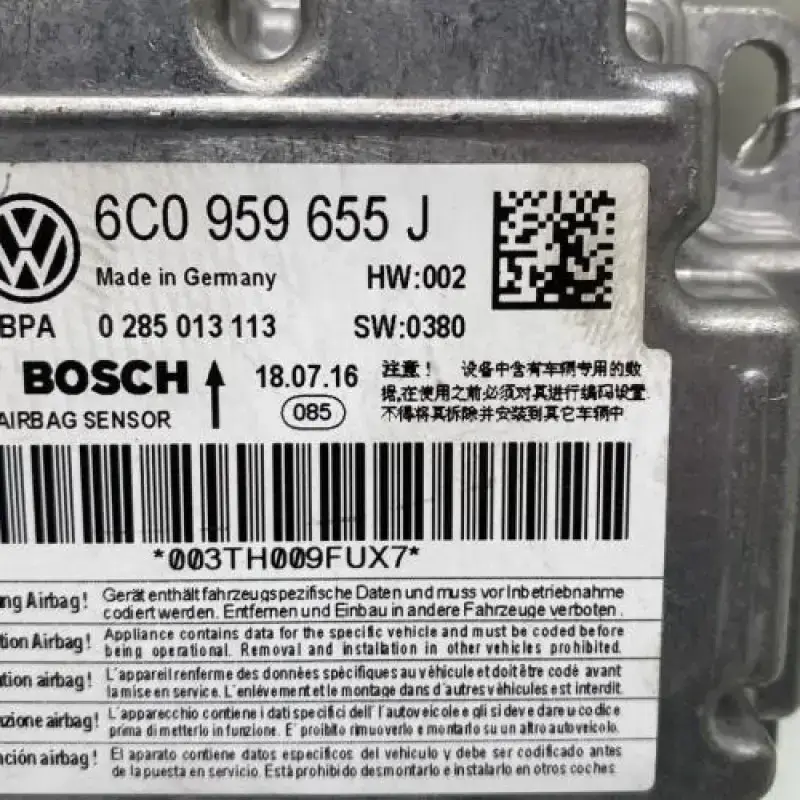 6C0 959 655 J
Made in Germany HW:002
BPA 0 285 013 113 SW:0380
BOSCH 18.07.16
AIRBAG SENSOR 085
注意！ 设备中含有车辆专用的数
据,在使用之前必须对其进行编码设置
不得将其拆除并安装到其它车辆中
*003TH009FUX7*
ng Airbag! Gerät enthält fahrzeugspezifische Daten und muss vor Inbetriebnahme
codiert werden. Entfernen und Einbau in andere Fahrzeuge verboten.
tion Airbag! Appliance contains data for the specific vehicle and must be coded before
being operational. Removal and installation in other vehicles prohibited.
ntion airbag! L'appareil renferme des données spécifiques au véhicule et doit être codé avant
la mise en service. L'enlévement et le montage dans d'autres véhicules est interdit.
zione airbag! L'apparecchio contiene i dati specifici dell'l autoveicole e gli si deve dare u codice
prima di metterlo in funzione. E' proibito rimuoverlo e montarlo su un altro autoveicolo.
nción airbag! El aparato contiene datos especificos del vehiculo y debe ser codificado antes
de la puesta en servicio. Está prohibido desmontarlo e instalarlo en otros coches